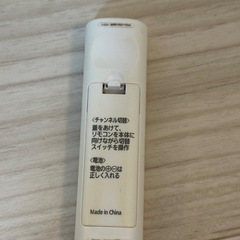 〈チャンネル切替〉
蓋をあけて、
リモコンを本体に
向けながら切替
スイッチを操作
〈電池〉
電池の⊕⊖は
正しく入れる
Made in China